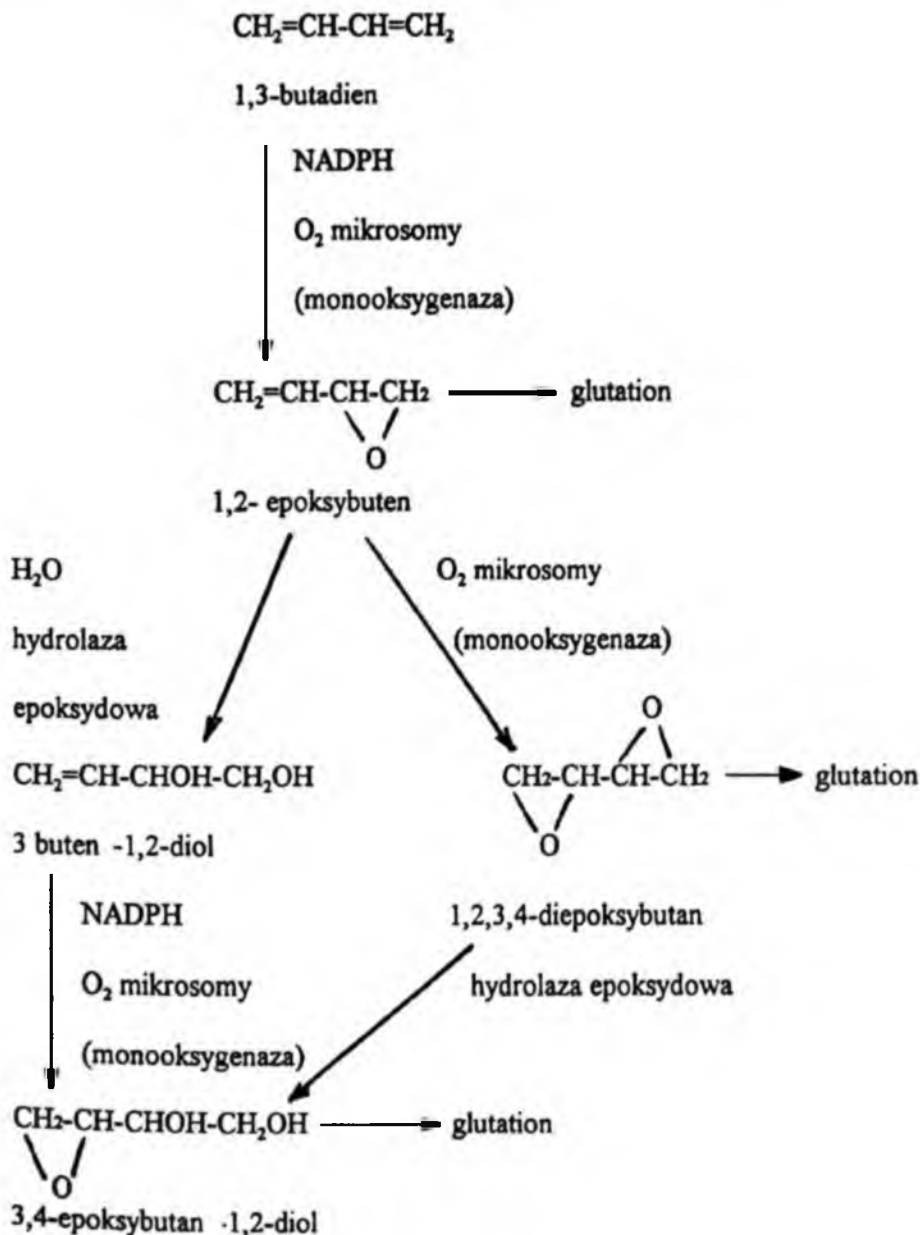 CH₂=CH-CH=CH₂
1,3-butadien
NADPH
O₂ mikrosomy
(monooksygenaza)
CH₂=CH-CH-CH₂
glutation
O
1,2- epoksybuten
H₂O
hydrolaza
epoksydowa
O₂ mikrosomy
(monooksygenaza)
CH₂=CH-CHOH-CH₂OH
3 buten -1,2-diol
O
CH₂-CH-CH-CH₂
glutation
O
1,2,3,4-diepoksybutan
hydrolaza epoksydowa
NADPH
O₂ mikrosomy
(monooksygenaza)
CH₂-CH-CHOH-CH₂OH
glutation
O
3,4-epoksybutan -1,2-diol